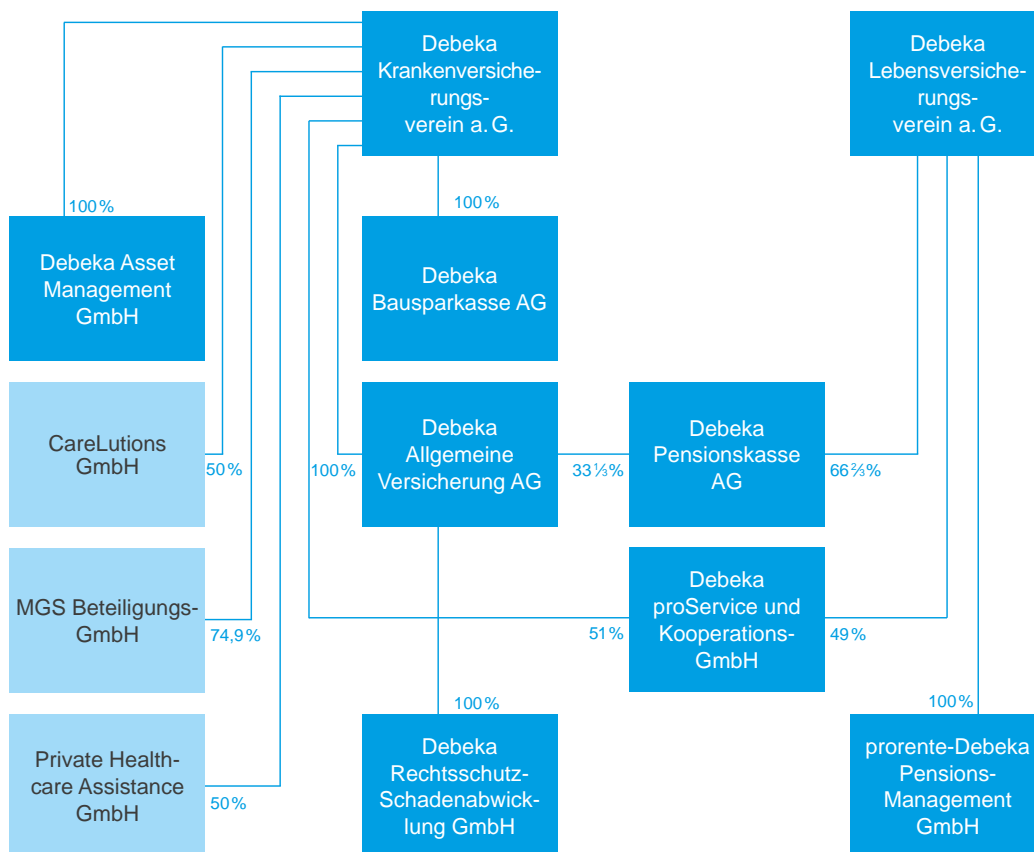 Debeka
Krankenversiche-
rungs-
verein a. G.
Debeka
Lebensversiche-
rungs-
verein a. G.
100 %
100 %
Debeka Asset
Management
GmbH
Debeka
Bausparkasse AG
CareLutions
GmbH
50 %
100 %
Debeka
Allgemeine
Versicherung AG
33 ⅓ %
Debeka
Pensionskasse
AG
66 ⅔ %
MGS Beteiligungs-
GmbH
74,9 %
51 %
Debeka
proService und
Kooperations-
GmbH
49 %
100 %
100 %
Private Health-
care Assistance
GmbH
50 %
Debeka
Rechtsschutz-
Schadenabwick-
lung GmbH
prorente-Debeka
Pensions-
Management
GmbH